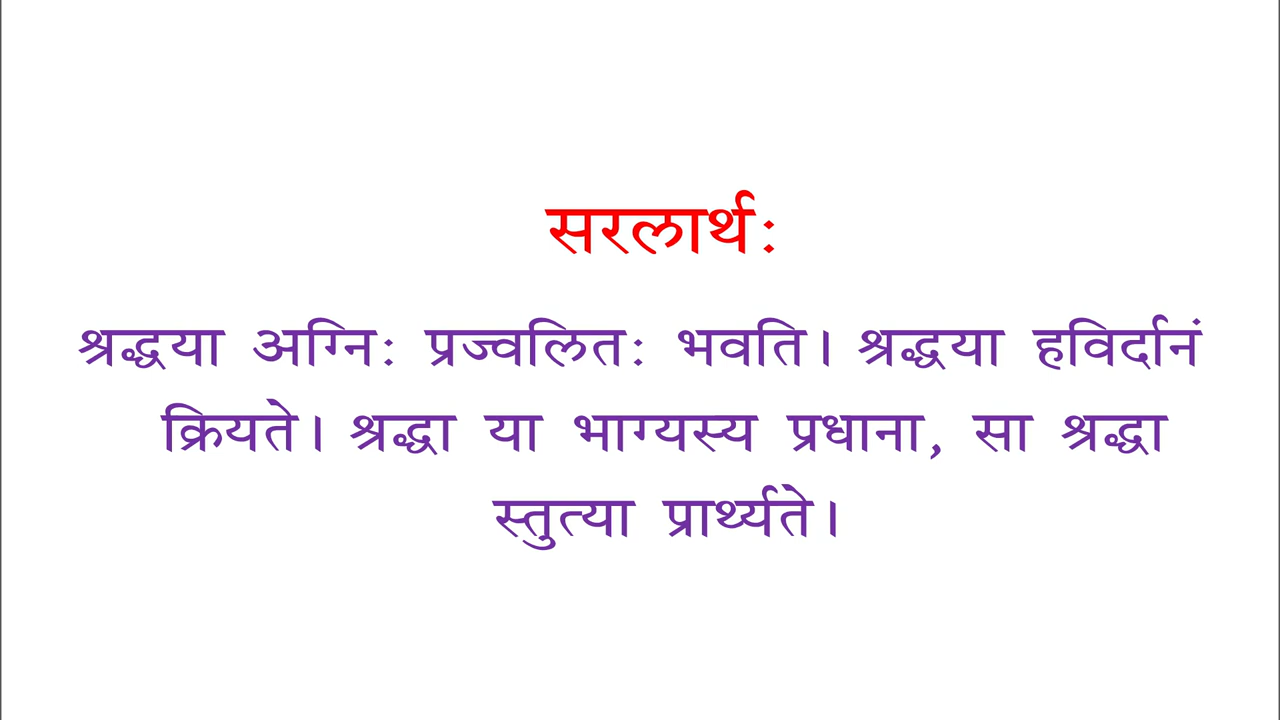 सरलार्थः
श्रद्धया अग्निः प्रज्वलितः भवति। श्रद्धया हविर्दानं
क्रियते। श्रद्धा या भाग्यस्य प्रधाना, सा श्रद्धा
स्तुत्या प्रार्थ्यते।